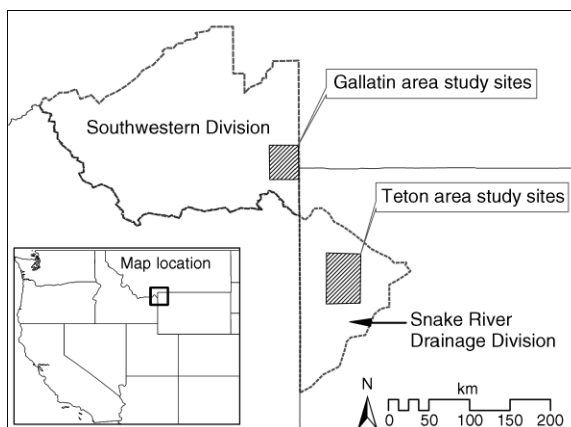 Gallatin area study sites
Southwestern Division
Teton area study sites
Map location
Snake River
Drainage Division
N
km
0 50 100 150 200